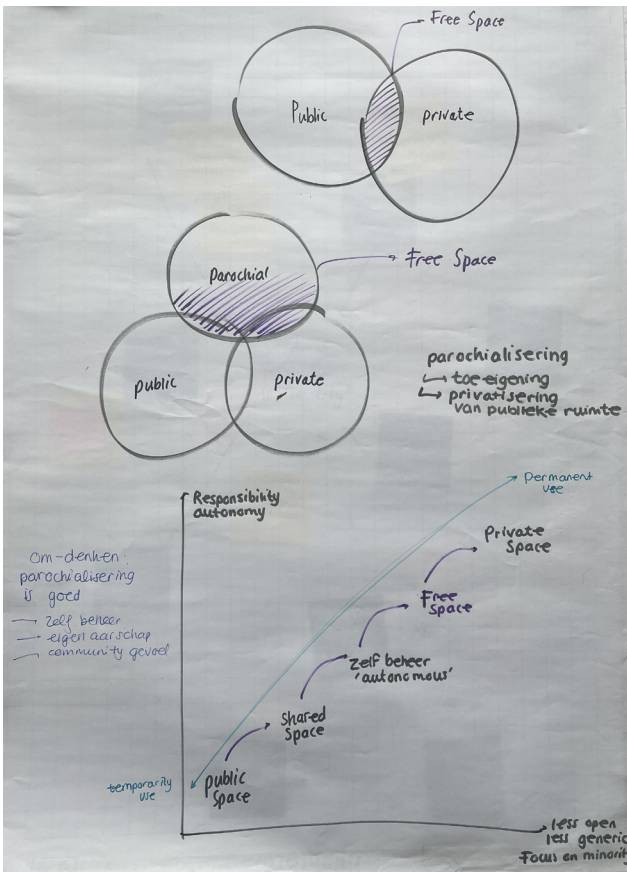 Free Space
Public
private
Parochial
Free Space
public
private
parochialisering
toe-eigening
privatisering
van publieke ruimte
Responsibility
autonomy
permanent
use
Private
Space
om-denken:
parochialisering
is goed
zelf beheer
eigenaarschap
community gevoel
Free
Space
Zelf beheer
'autonomous'
shared
Space
temporarity
use
public
Space
less open
less generic
Focus on minority